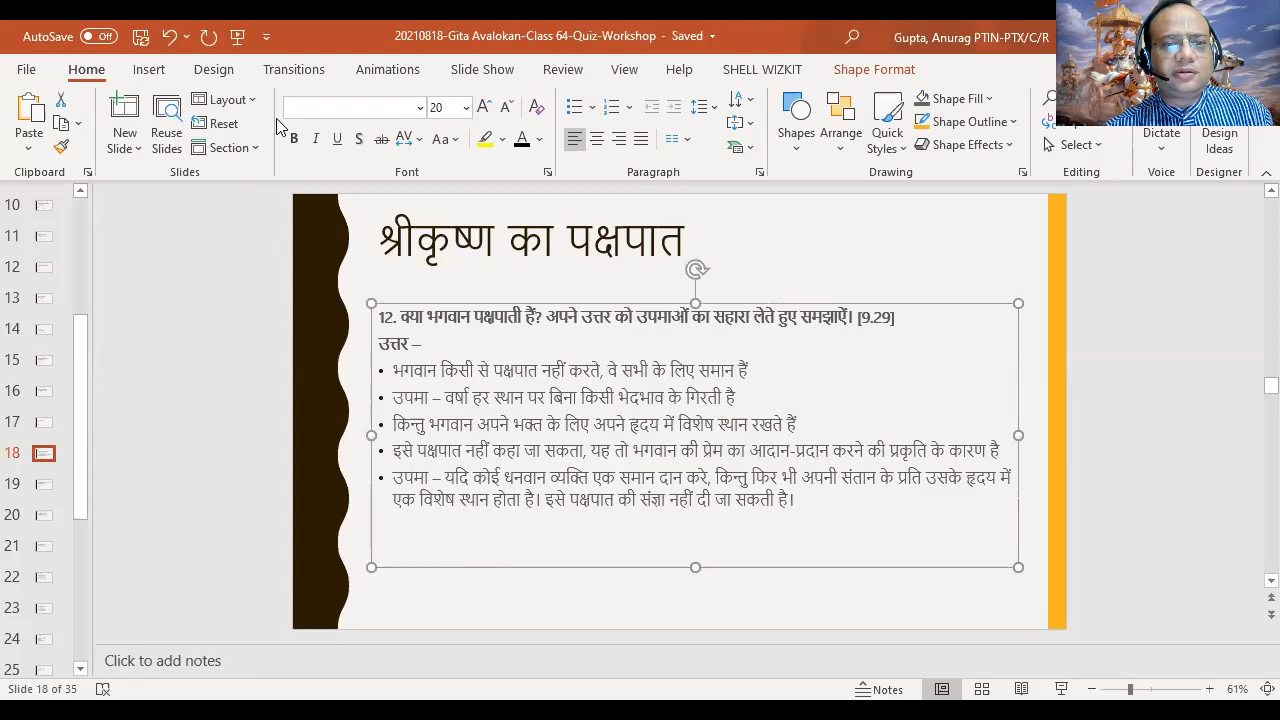 AutoSave Off
20210818-Gita Avalokan-Class 64-Quiz-Workshop - Saved
Gupta, Anurag PTIN-PTX/C/R
File Home Insert Design Transitions Animations Slide Show Review View Help SHELL WIZKIT Shape Format
Paste
New Slide
Reuse Slides
Layout
Reset
Section
20
B I U S ab AV Aa A
Shapes
Arrange
Quick Styles
Shape Fill
Shape Outline
Shape Effects
Select
Dictate
Design Ideas
Clipboard Slides Font Paragraph Drawing Editing Voice Designer
10
11
12
13
14
15
16
17
18
19
20
21
22
23
24
25
श्रीकृष्ण का पक्षपात
12. क्या भगवान पक्षपाती हैं? अपने उत्तर को उपमाओं का सहारा लेते हुए समझाऐं। [9.29]
उत्तर –
• भगवान किसी से पक्षपात नहीं करते, वे सभी के लिए समान हैं
• उपमा – वर्षा हर स्थान पर बिना किसी भेदभाव के गिरती है
• किन्तु भगवान अपने भक्त के लिए अपने हृदय में विशेष स्थान रखते हैं
• इसे पक्षपात नहीं कहा जा सकता, यह तो भगवान की प्रेम का आदान-प्रदान करने की प्रकृति के कारण है
• उपमा – यदि कोई धनवान व्यक्ति एक समान दान करे, किन्तु फिर भी अपनी संतान के प्रति उसके हृदय में
एक विशेष स्थान होता है। इसे पक्षपात की संज्ञा नहीं दी जा सकती है।
Click to add notes
Slide 18 of 35
Notes
61%